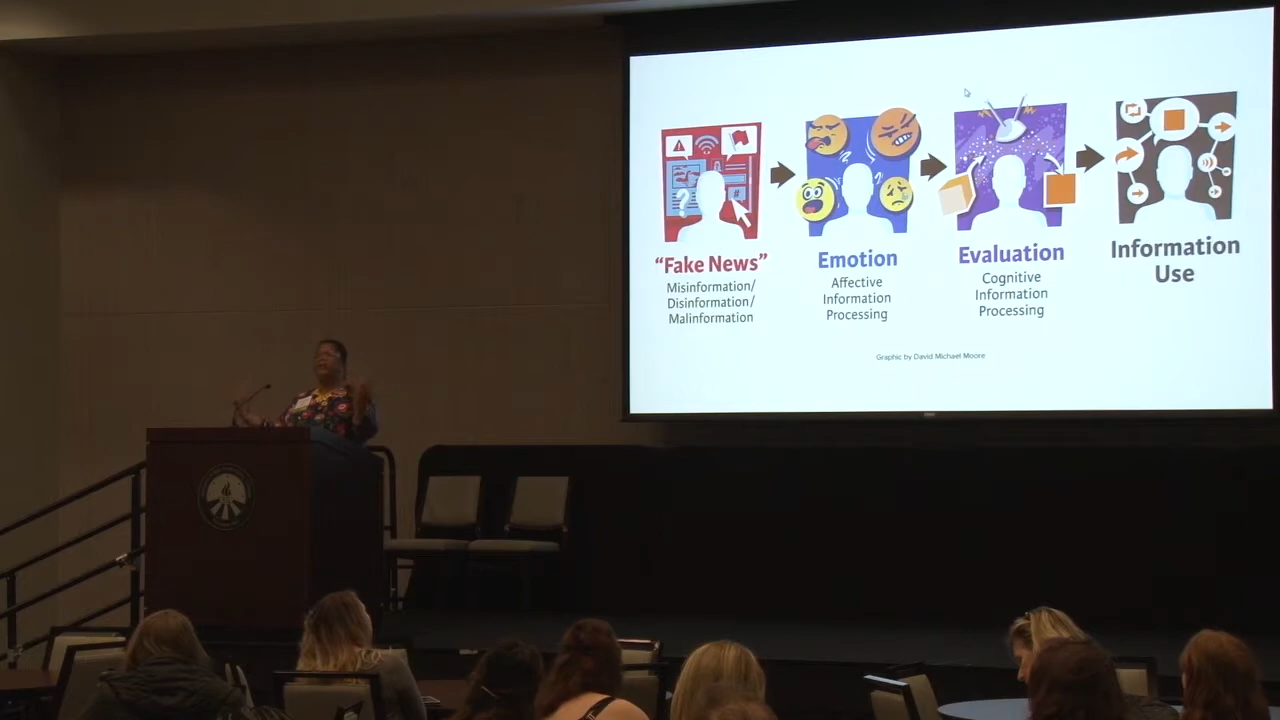 “Fake News”
Misinformation/
Disinformation/
Malinformation
Emotion
Affective
Information
Processing
Evaluation
Cognitive
Information
Processing
Information
Use
Graphic by David Michael Moore